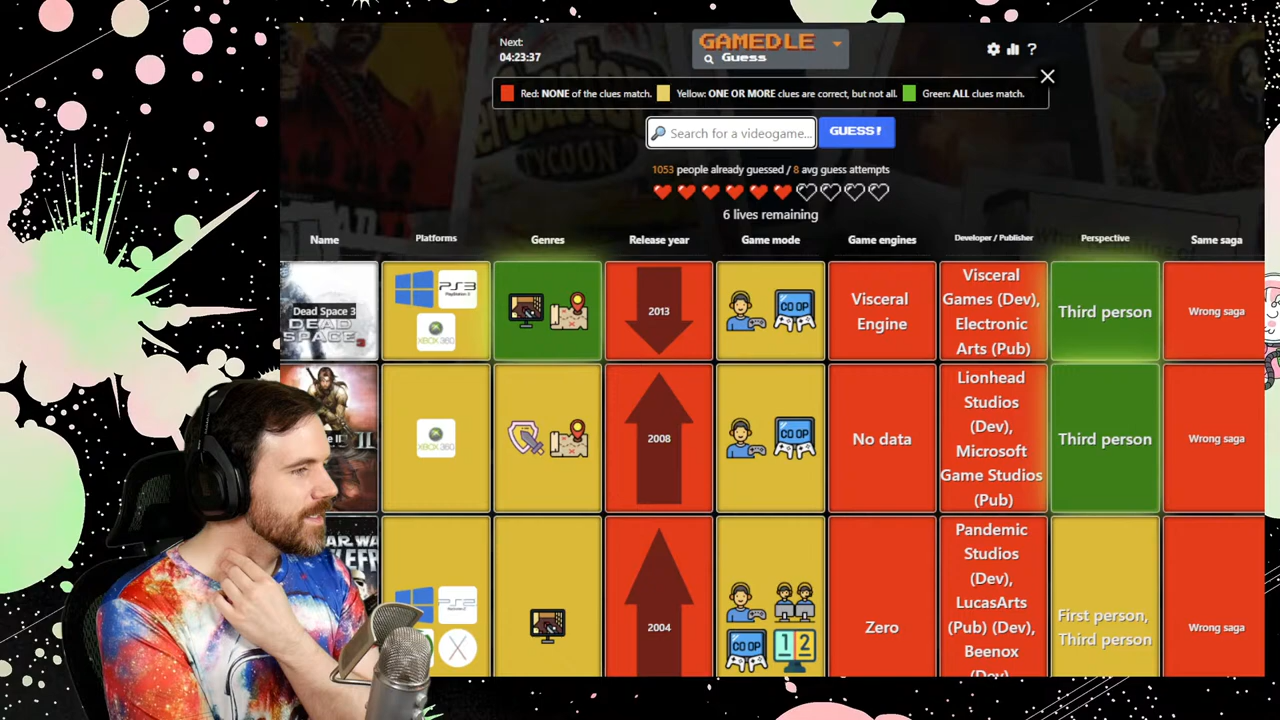 Next:
04:23:37
GAMEDLE
Guess
Red: NONE of the clues match. Yellow: ONE OR MORE clues are correct, but not all. Green: ALL clues match.
Search for a videogame...
GUESS!
1053 people already guessed / 8 avg guess attempts
6 lives remaining
Name Platforms Genres Release year Game mode Game engines Developer / Publisher Perspective Same saga
Dead Space 3
DEAD SPACE
PS3
PlayStation 3
XBOX 360
2013
CO OP
Visceral
Engine
Visceral
Games (Dev),
Electronic
Arts (Pub)
Third person
Wrong saga
XBOX 360
2008
CO OP
No data
Lionhead
Studios
(Dev),
Microsoft
Game Studios
(Pub)
Third person
Wrong saga
TYCOON
2004
CO OP
1 2
Zero
Pandemic
Studios
(Dev),
LucasArts
(Pub) (Dev),
Beenox
(Dev)
First person,
Third person
Wrong saga